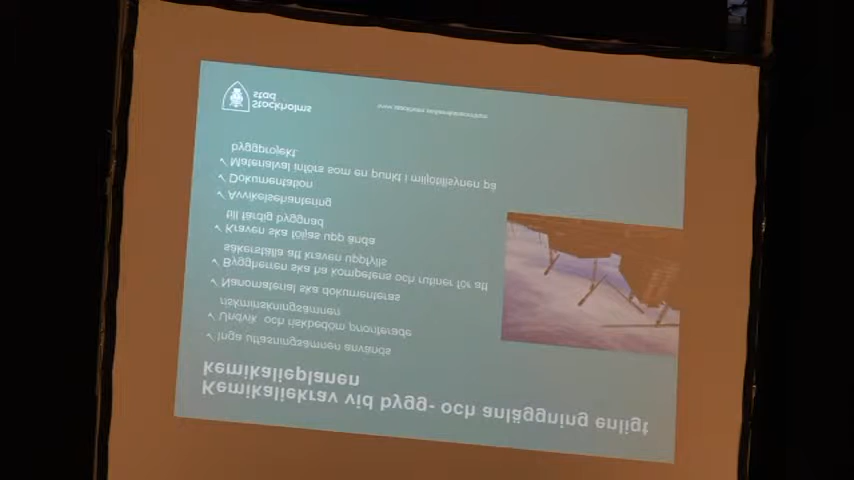 Kemikaliekrav vid bygg- och anläggning enligt
kemikalieplanen
✓ Inga utfasningsämnen används
✓ Undvik och riskbedöm prioriterade
riskminskningsämnen
✓ Nanomaterial ska dokumenteras
✓ Byggherren ska ha kompetens och rutiner för att
säkerställa att kraven uppfylls
✓ Kraven ska följas upp ända
till färdig byggnad
✓ Avvikelsehantering
✓ Dokumentation
✓ Materialval införs som en punkt i miljötillsynen på
byggprojekt.
Stockholms
stad